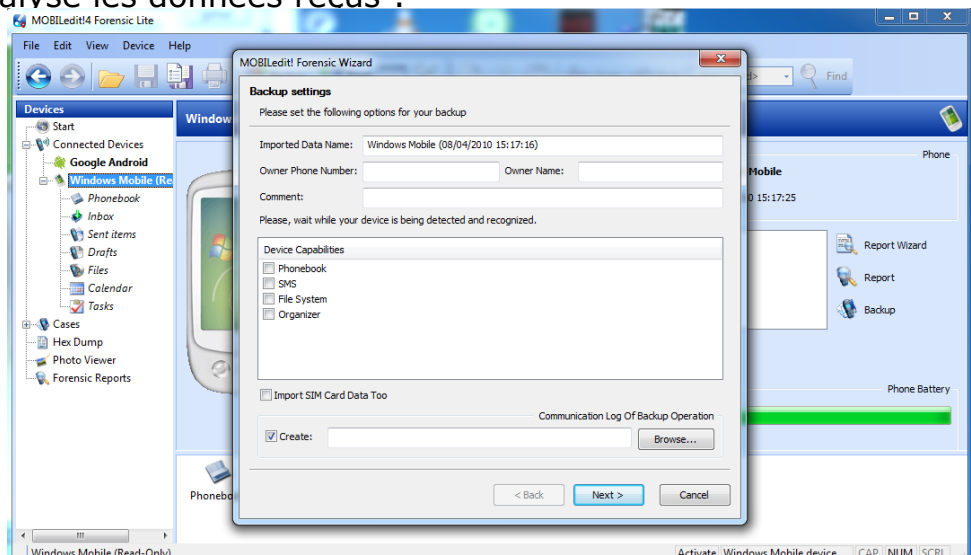 alyse les données reçus :
MOBILedit!4 Forensic Lite
File Edit View Device Help
Find
Devices
Start
Connected Devices
Google Android
Windows Mobile (Re
Phonebook
Inbox
Sent items
Drafts
Files
Calendar
Tasks
Cases
Hex Dump
Photo Viewer
Forensic Reports
Window
MOBILedit! Forensic Wizard
Backup settings
Please set the following options for your backup
Imported Data Name: Windows Mobile (08/04/2010 15:17:16)
Owner Phone Number: Owner Name:
Comment:
Please, wait while your device is being detected and recognized.
Device Capabilities
Phonebook
SMS
File System
Organizer
Import SIM Card Data Too
Communication Log Of Backup Operation
Create: Browse...
< Back Next > Cancel
Phone
Mobile
0 15:17:25
Report Wizard
Report
Backup
Phone Battery
Phonebo
Windows Mobile (Read-Only) Activate Windows Mobile device CAP NUM SCRL